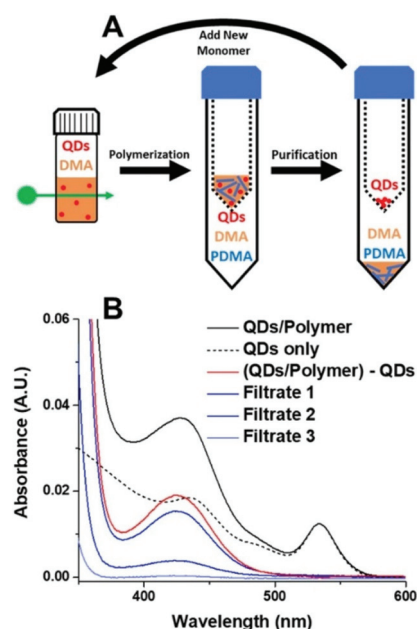 A
Add New
Monomer
QDs
DMA
Polymerization
QDs
DMA
PDMA
Purification
QDs
DMA
PDMA
B
0.06
0.04
0.02
0.00
Absorbance (A.U.)
QDs/Polymer
QDs only
(QDs/Polymer) - QDs
Filtrate 1
Filtrate 2
Filtrate 3
400
500
600
Wavelength (nm)